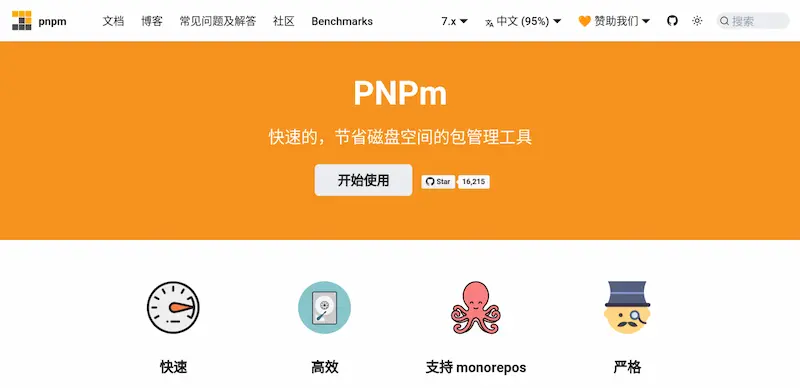 pnpm 文档 博客 常见问题及解答 社区 Benchmarks 7.x 中文 (95%) 赞助我们 搜索
PNPm
快速的，节省磁盘空间的包管理工具
开始使用 Star 16,215
快速 高效 支持 monorepos 严格